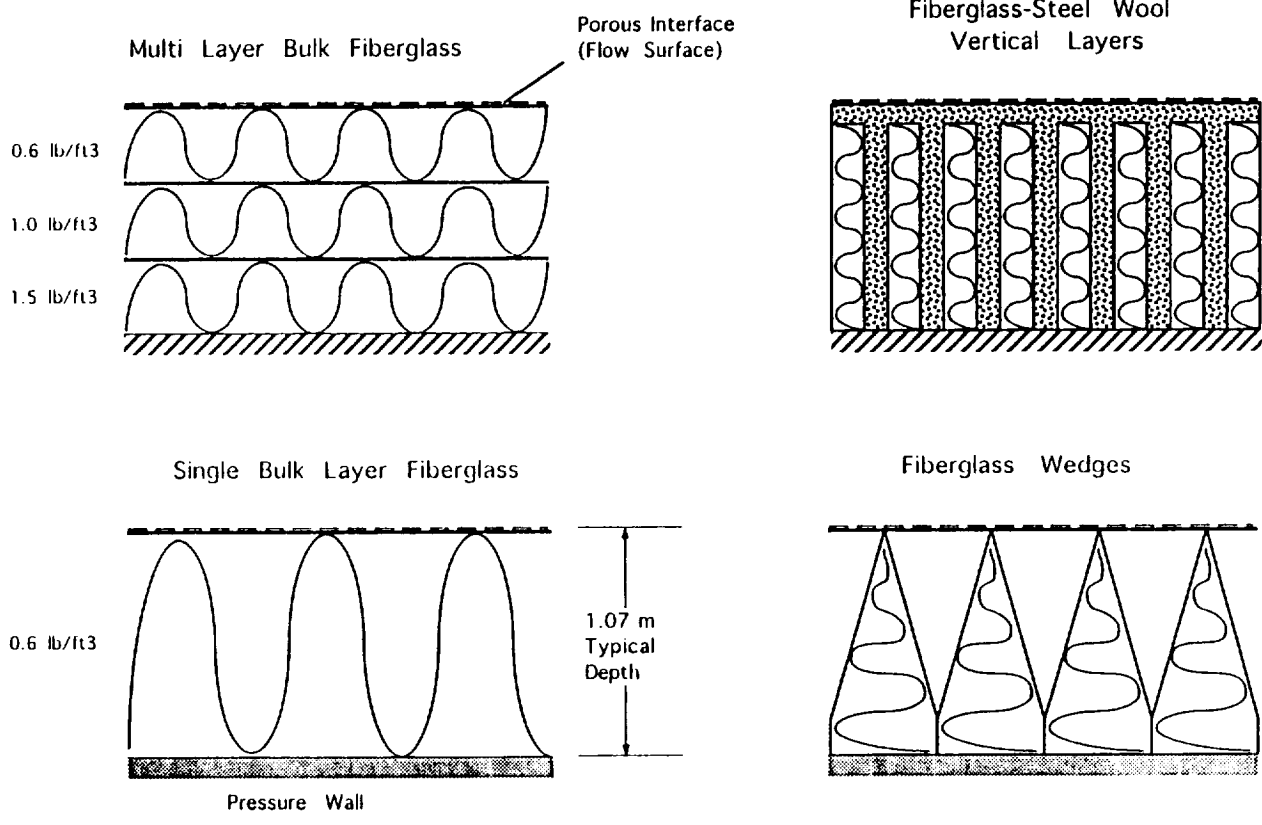 Multi Layer Bulk Fiberglass
Porous Interface
(Flow Surface)
0.6 lb/ft3
1.0 lb/ft3
1.5 lb/ft3
Fiberglass-Steel Wool
Vertical Layers
Single Bulk Layer Fiberglass
0.6 lb/ft3
1.07 m
Typical
Depth
Pressure Wall
Fiberglass Wedges